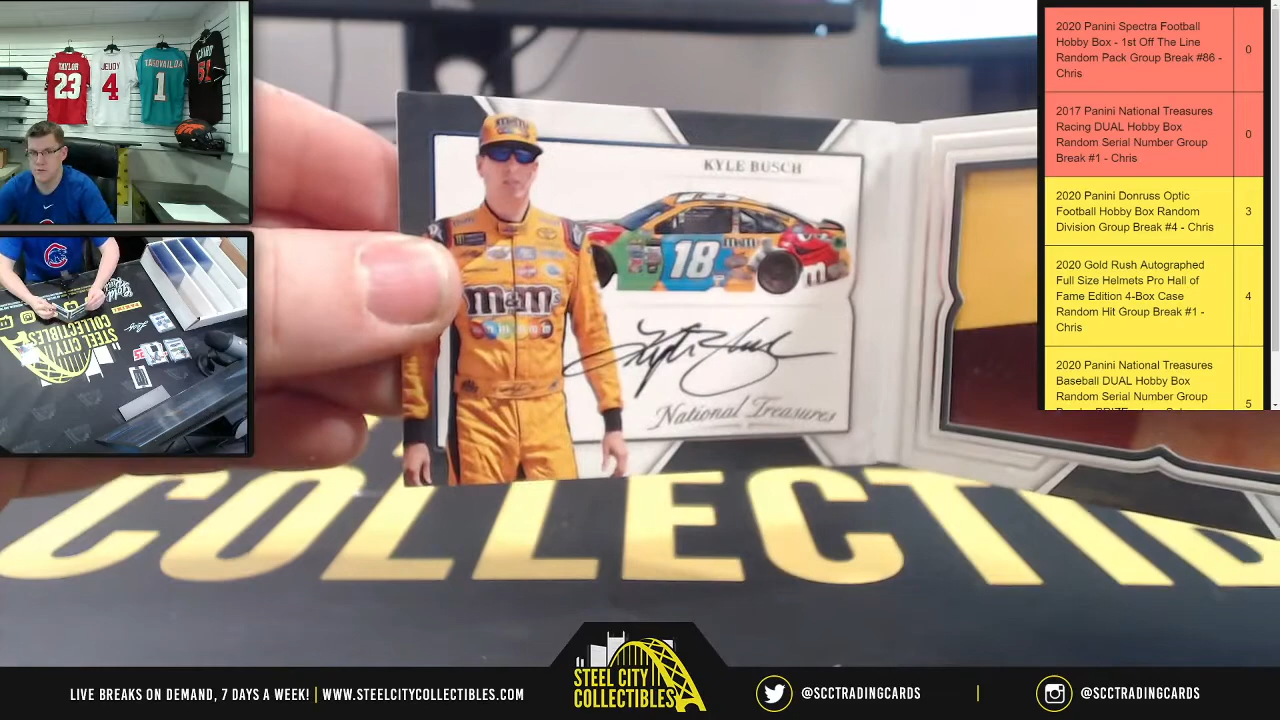 TAYLOR
23
JEUDY
4
TAGOVAILOA
1
51
KYLE BUSCH
18
m&m's
m&m's
m
National Treasures
COLLECTIB
STEEL CITY
COLLECTIBLES
2020 Panini Spectra Football
Hobby Box - 1st Off The Line
Random Pack Group Break #86 -
Chris
0
2017 Panini National Treasures
Racing DUAL Hobby Box
Random Serial Number Group
Break #1 - Chris
0
2020 Panini Donruss Optic
Football Hobby Box Random
Division Group Break #4 - Chris
3
2020 Gold Rush Autographed
Full Size Helmets Pro Hall of
Fame Edition 4-Box Case
Random Hit Group Break #1 -
Chris
4
2020 Panini National Treasures
Baseball DUAL Hobby Box
Random Serial Number Group
5
LIVE BREAKS ON DEMAND, 7 DAYS A WEEK! | WWW.STEELCITYCOLLECTIBLES.COM
STEEL CITY
COLLECTIBLES
@SCCTRADINGCARDS
|
@SCCTRADINGCARDS